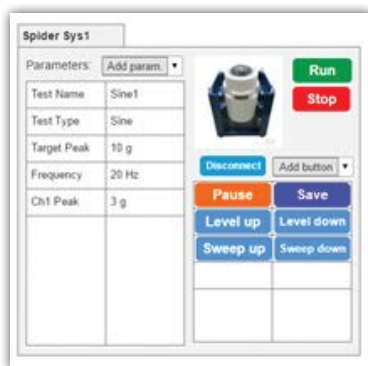 Spider Sys1
Parameters: Add param.
Run
Stop
Test Name Sine1
Test Type Sine
Target Peak 10 g
Frequency 20 Hz
Ch1 Peak 3 g
Disconnect Add button
Pause Save
Level up Level down
Sweep up Sweep down